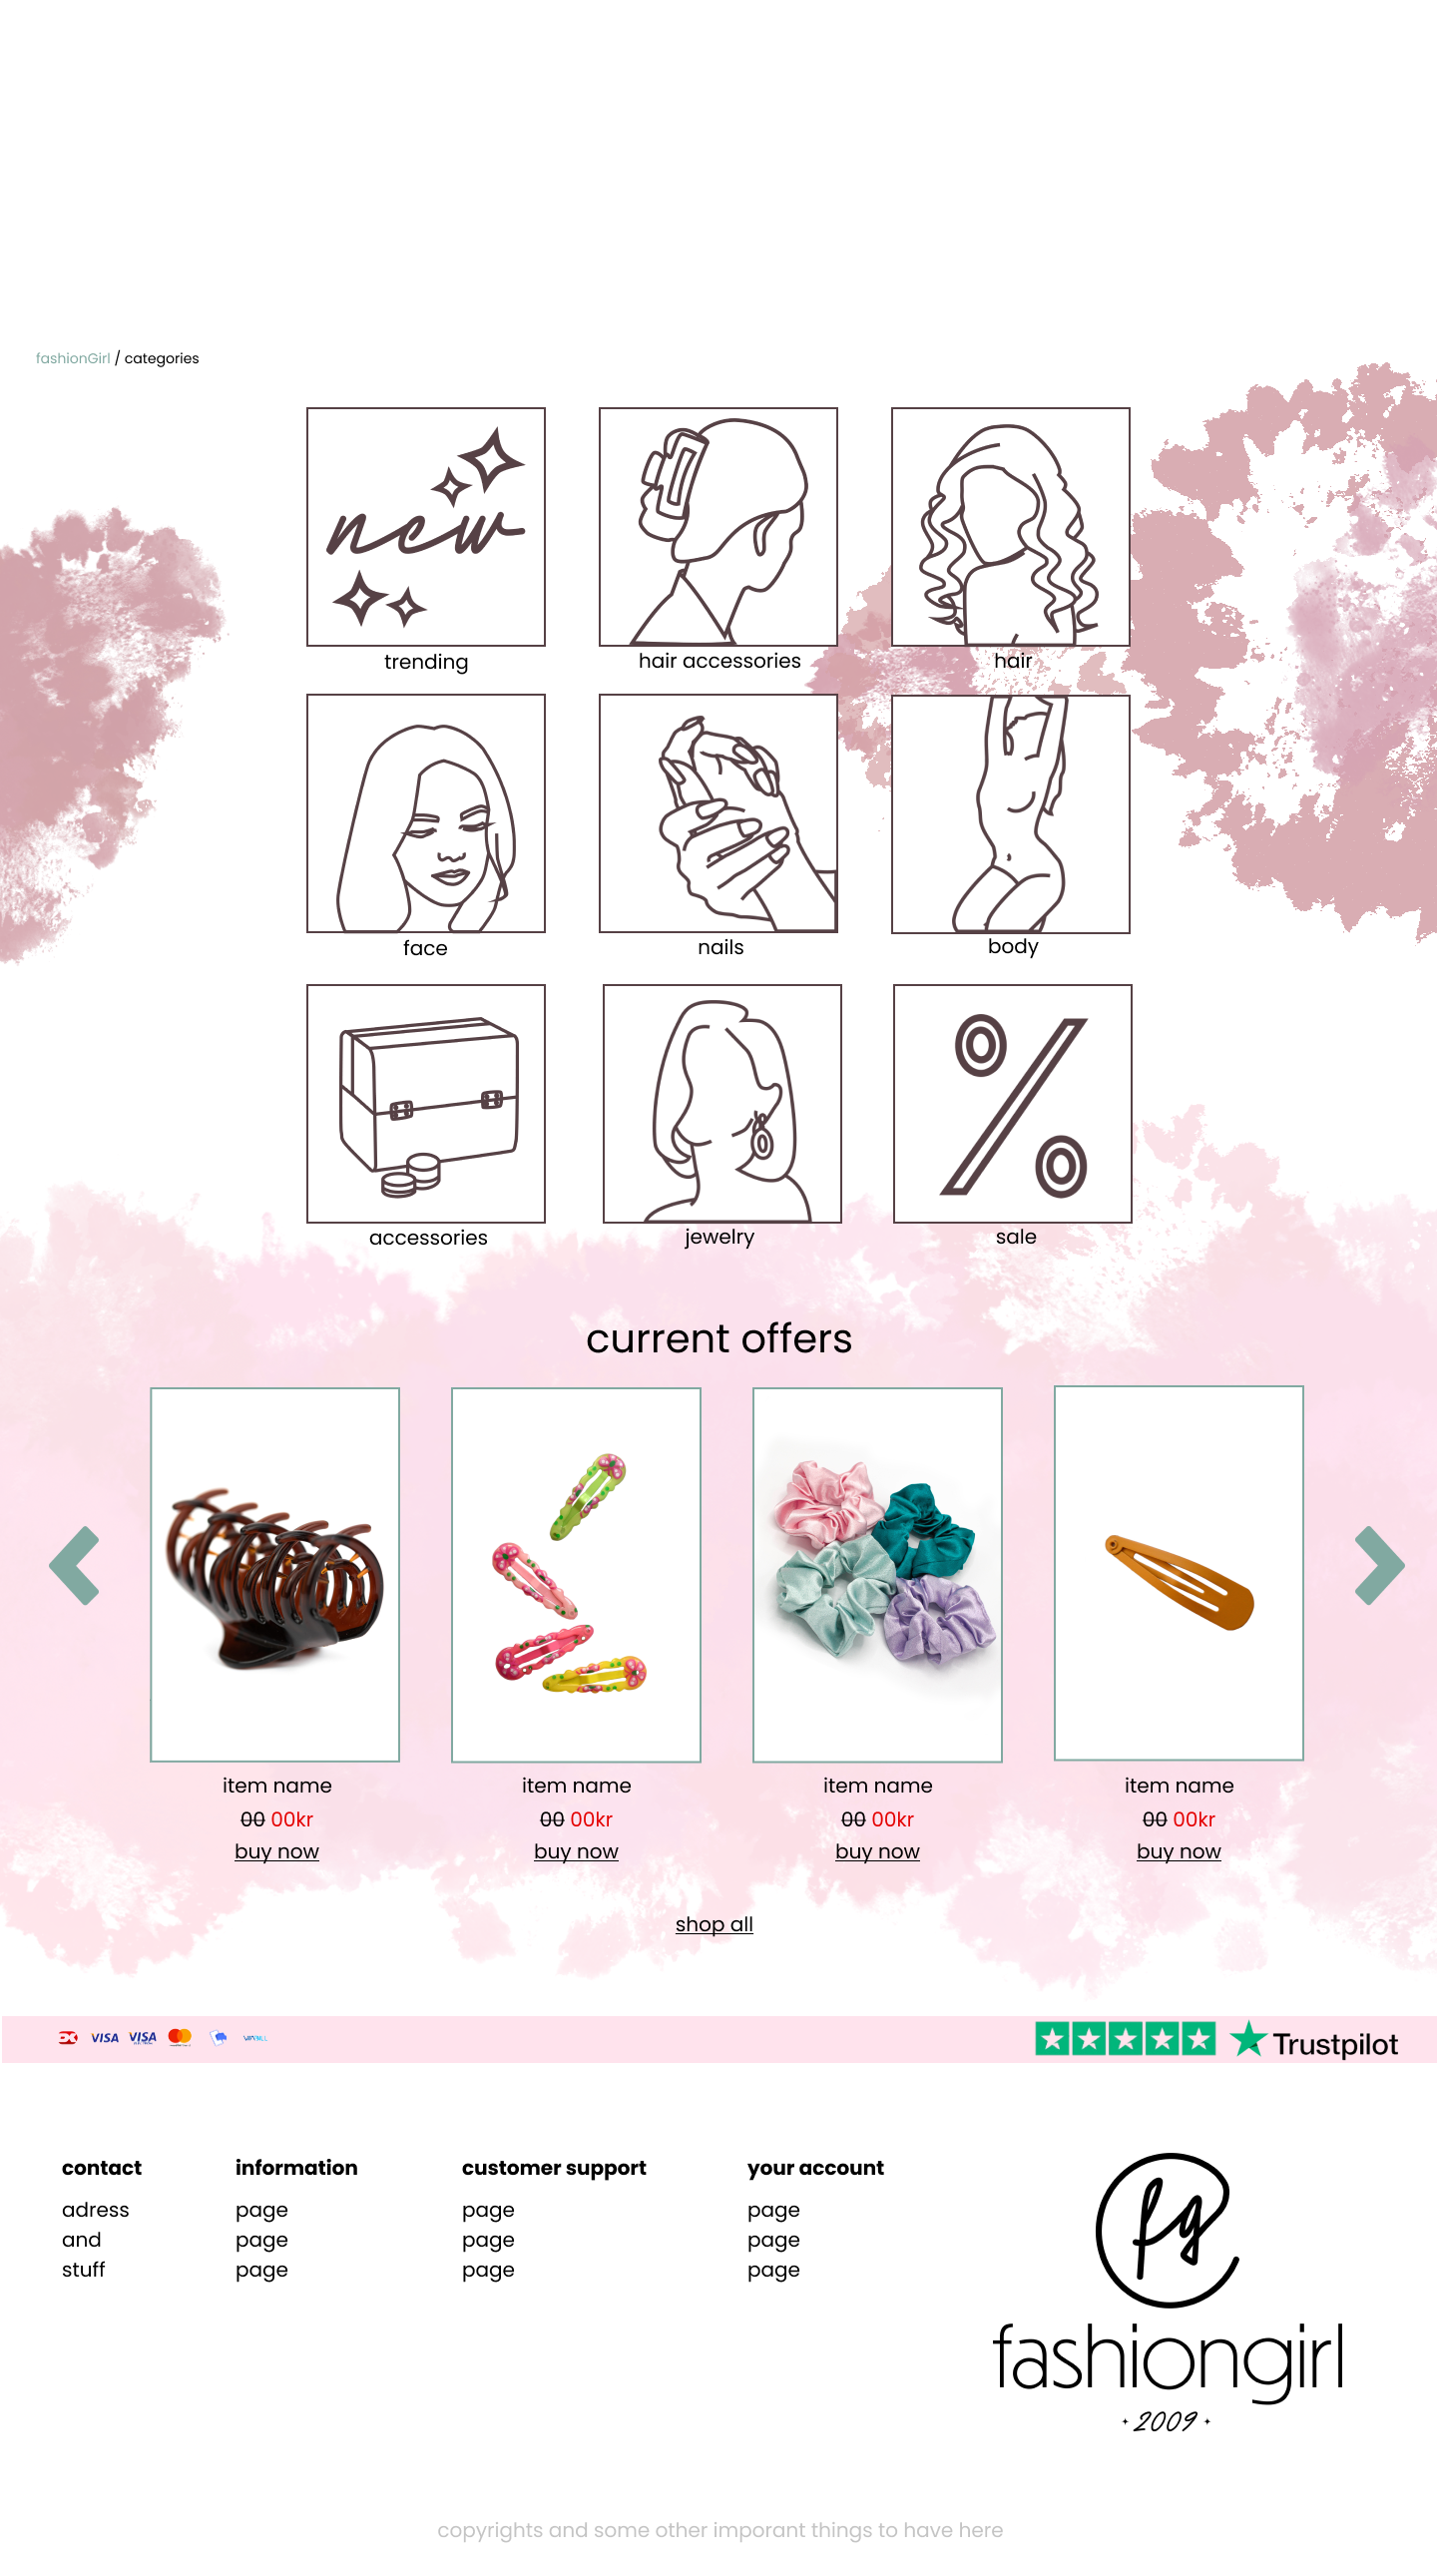 fashionGirl / categories
new
trending
hair accessories
hair
face
nails
body
%
accessories
jewelry
sale
current offers
item name
00 00kr
buy now
item name
00 00kr
buy now
item name
00 00kr
buy now
item name
00 00kr
buy now
shop all
VISA
VISA
Trustpilot
contact
adress
and
stuff
information
page
page
page
customer support
page
page
page
your account
page
page
page
fg
fashiongirl
2009
copyrights and some other imporant things to have here